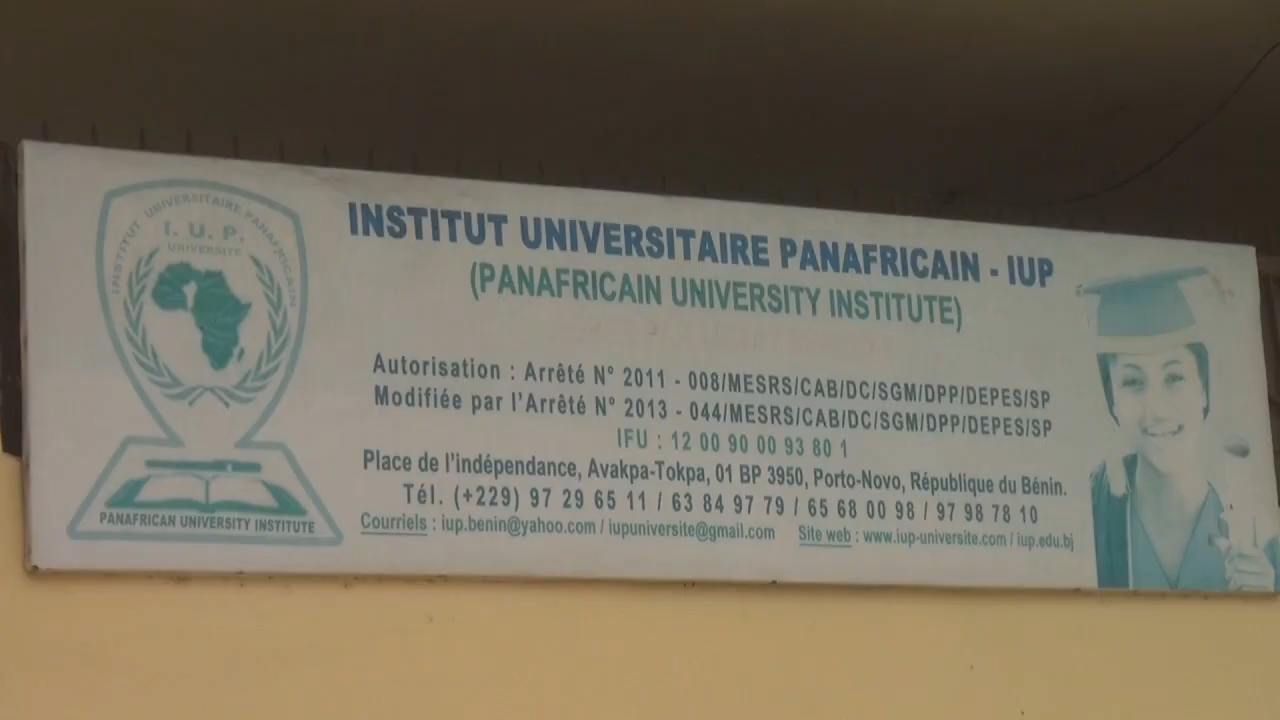 INSTITUT UNIVERSITAIRE PANAFRICAIN
I. U. P.
UNIVERSITE
PANAFRICAN UNIVERSITY INSTITUTE
INSTITUT UNIVERSITAIRE PANAFRICAIN - IUP
(PANAFRICAIN UNIVERSITY INSTITUTE)
Autorisation : Arrêté N° 2011 - 008/MESRS/CAB/DC/SGM/DPP/DEPES/SP
Modifiée par l'Arrêté N° 2013 - 044/MESRS/CAB/DC/SGM/DPP/DEPES/SP
IFU : 12 00 90 00 93 80 1
Place de l'indépendance, Avakpa-Tokpa, 01 BP 3950, Porto-Novo, République du Bénin.
Tél. (+229) 97 29 65 11 / 63 84 97 79 / 65 68 00 98 / 97 98 78 10
Courriels : iup.benin@yahoo.com / iupuniversite@gmail.com Site web : www.iup-universite.com / iup.edu.bj